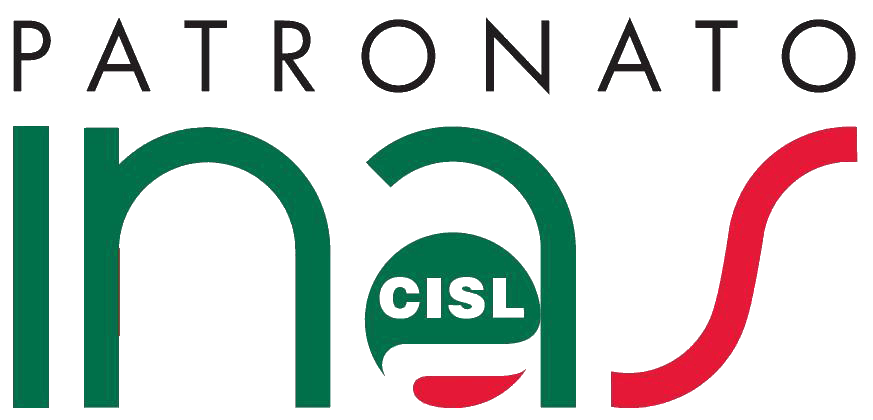 PATRONATO
inas
CISL